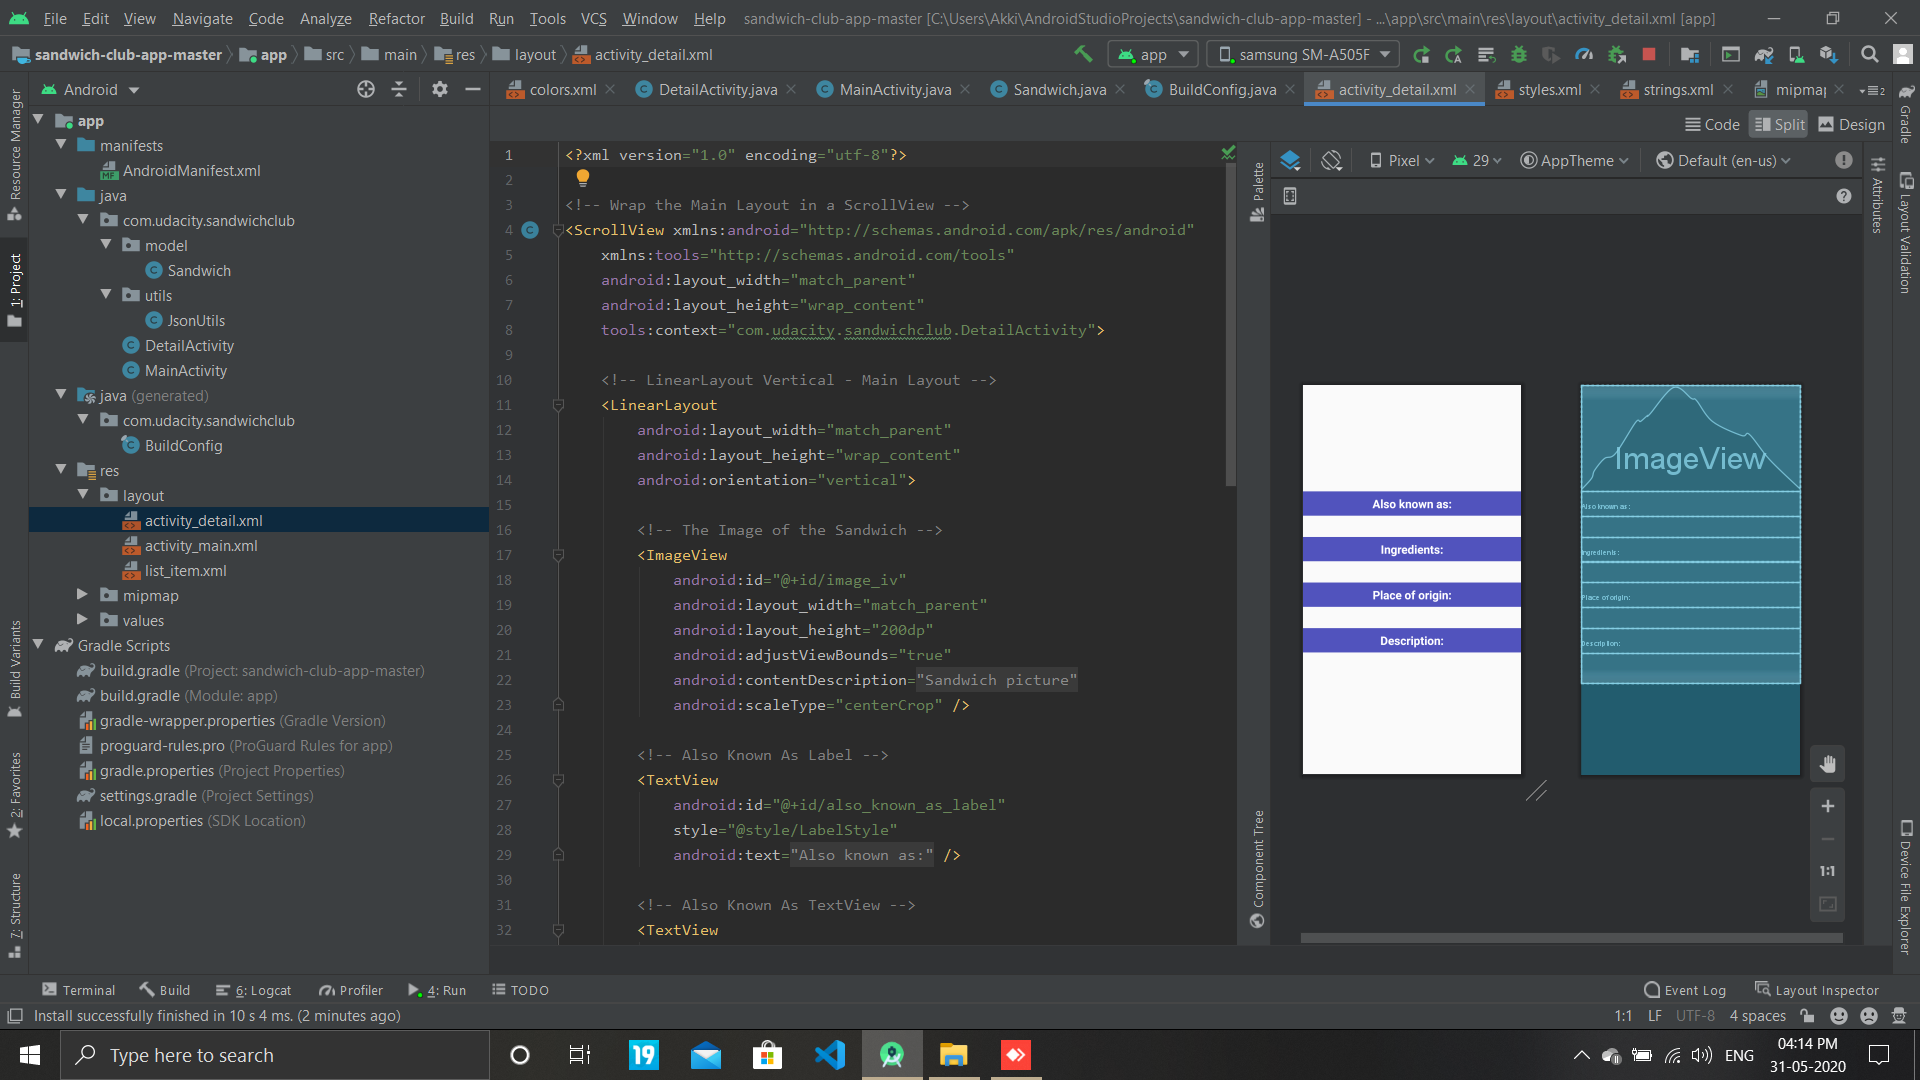 File Edit View Navigate Code Analyze Refactor Build Run Tools VCS Window Help sandwich-club-app-master [C:\Users\Akki\AndroidStudioProjects\sandwich-club-app-master] - ...\app\src\main\res\layout\activity_detail.xml [app]
sandwich-club-app-master app src main res layout activity_detail.xml app samsung SM-A505F
Android
colors.xml DetailActivity.java MainActivity.java Sandwich.java BuildConfig.java activity_detail.xml styles.xml strings.xml mipmap 2
Code Split Design
Pixel 29 AppTheme Default (en-us)
Resource Manager
1: Project
Build Variants
2: Favorites
7: Structure
app
manifests
AndroidManifest.xml
java
com.udacity.sandwichclub
model
Sandwich
utils
JsonUtils
DetailActivity
MainActivity
java (generated)
com.udacity.sandwichclub
BuildConfig
res
layout
activity_detail.xml
activity_main.xml
list_item.xml
mipmap
values
Gradle Scripts
build.gradle (Project: sandwich-club-app-master)
build.gradle (Module: app)
gradle-wrapper.properties (Gradle Version)
proguard-rules.pro (ProGuard Rules for app)
gradle.properties (Project Properties)
settings.gradle (Project Settings)
local.properties (SDK Location)
1 <?xml version="1.0" encoding="utf-8"?>
2
3 <!-- Wrap the Main Layout in a ScrollView -->
4 <ScrollView xmlns:android="http://schemas.android.com/apk/res/android"
5 xmlns:tools="http://schemas.android.com/tools"
6 android:layout_width="match_parent"
7 android:layout_height="wrap_content"
8 tools:context="com.udacity.sandwichclub.DetailActivity">
9
10 <!-- LinearLayout Vertical - Main Layout -->
11 <LinearLayout
12 android:layout_width="match_parent"
13 android:layout_height="wrap_content"
14 android:orientation="vertical">
15
16 <!-- The Image of the Sandwich -->
17 <ImageView
18 android:id="@+id/image_iv"
19 android:layout_width="match_parent"
20 android:layout_height="200dp"
21 android:adjustViewBounds="true"
22 android:contentDescription="Sandwich picture"
23 android:scaleType="centerCrop" />
24
25 <!-- Also Known As Label -->
26 <TextView
27 android:id="@+id/also_known_as_label"
28 style="@style/LabelStyle"
29 android:text="Also known as:" />
30
31 <!-- Also Known As TextView -->
32 <TextView
Palette
Component Tree
Also known as:
Ingredients:
Place of origin:
Description:
ImageView
Also known as:
Ingredients:
Place of origin:
Description:
1:1
Attributes
Gradle
Layout Validation
Device File Explorer
Terminal Build 6: Logcat Profiler 4: Run TODO Event Log Layout Inspector
Install successfully finished in 10 s 4 ms. (2 minutes ago) 1:1 LF UTF-8 4 spaces
Type here to search 19 ENG 04:14 PM
31-05-2020